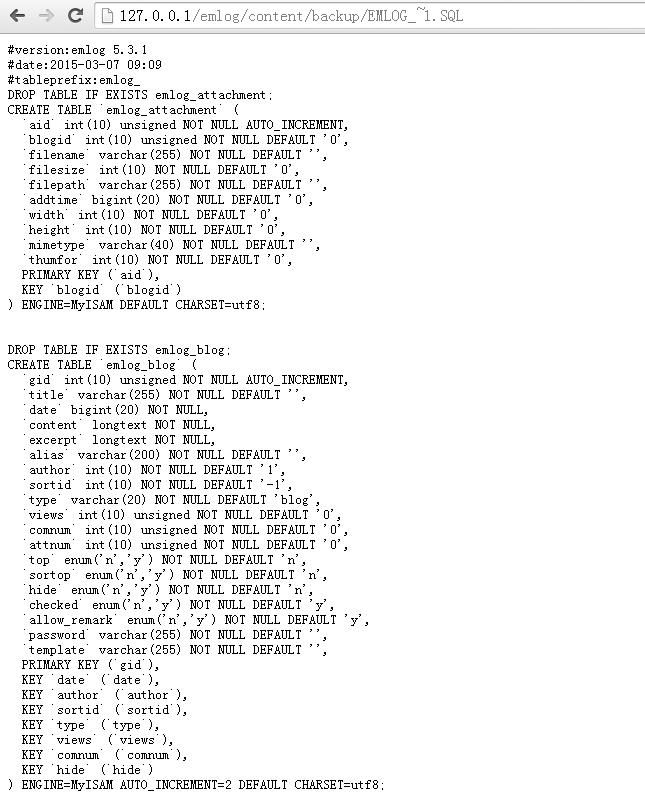 127.0.0.1/emlog/content/backup/EMLOG_~1.SQL
#version:emlog 5.3.1
#date:2015-03-07 09:09
#tableprefix:emlog_
DROP TABLE IF EXISTS emlog_attachment;
CREATE TABLE `emlog_attachment` (
  `aid` int(10) unsigned NOT NULL AUTO_INCREMENT,
  `blogid` int(10) unsigned NOT NULL DEFAULT '0',
  `filename` varchar(255) NOT NULL DEFAULT '',
  `filesize` int(10) NOT NULL DEFAULT '0',
  `filepath` varchar(255) NOT NULL DEFAULT '',
  `addtime` bigint(20) NOT NULL DEFAULT '0',
  `width` int(10) NOT NULL DEFAULT '0',
  `height` int(10) NOT NULL DEFAULT '0',
  `mimetype` varchar(40) NOT NULL DEFAULT '',
  `thumfor` int(10) NOT NULL DEFAULT '0',
  PRIMARY KEY (`aid`),
  KEY `blogid` (`blogid`)
) ENGINE=MyISAM DEFAULT CHARSET=utf8;
DROP TABLE IF EXISTS emlog_blog;
CREATE TABLE `emlog_blog` (
  `gid` int(10) unsigned NOT NULL AUTO_INCREMENT,
  `title` varchar(255) NOT NULL DEFAULT '',
  `date` bigint(20) NOT NULL,
  `content` longtext NOT NULL,
  `excerpt` longtext NOT NULL,
  `alias` varchar(200) NOT NULL DEFAULT '',
  `author` int(10) NOT NULL DEFAULT '1',
  `sortid` int(10) NOT NULL DEFAULT '-1',
  `type` varchar(20) NOT NULL DEFAULT 'blog',
  `views` int(10) unsigned NOT NULL DEFAULT '0',
  `comnum` int(10) unsigned NOT NULL DEFAULT '0',
  `attnum` int(10) unsigned NOT NULL DEFAULT '0',
  `top` enum('n','y') NOT NULL DEFAULT 'n',
  `sortop` enum('n','y') NOT NULL DEFAULT 'n',
  `hide` enum('n','y') NOT NULL DEFAULT 'n',
  `checked` enum('n','y') NOT NULL DEFAULT 'y',
  `allow_remark` enum('n','y') NOT NULL DEFAULT 'y',
  `password` varchar(255) NOT NULL DEFAULT '',
  `template` varchar(255) NOT NULL DEFAULT '',
  PRIMARY KEY (`gid`),
  KEY `date` (`date`),
  KEY `author` (`author`),
  KEY `sortid` (`sortid`),
  KEY `type` (`type`),
  KEY `views` (`views`),
  KEY `comnum` (`comnum`),
  KEY `hide` (`hide`)
) ENGINE=MyISAM AUTO_INCREMENT=2 DEFAULT CHARSET=utf8;